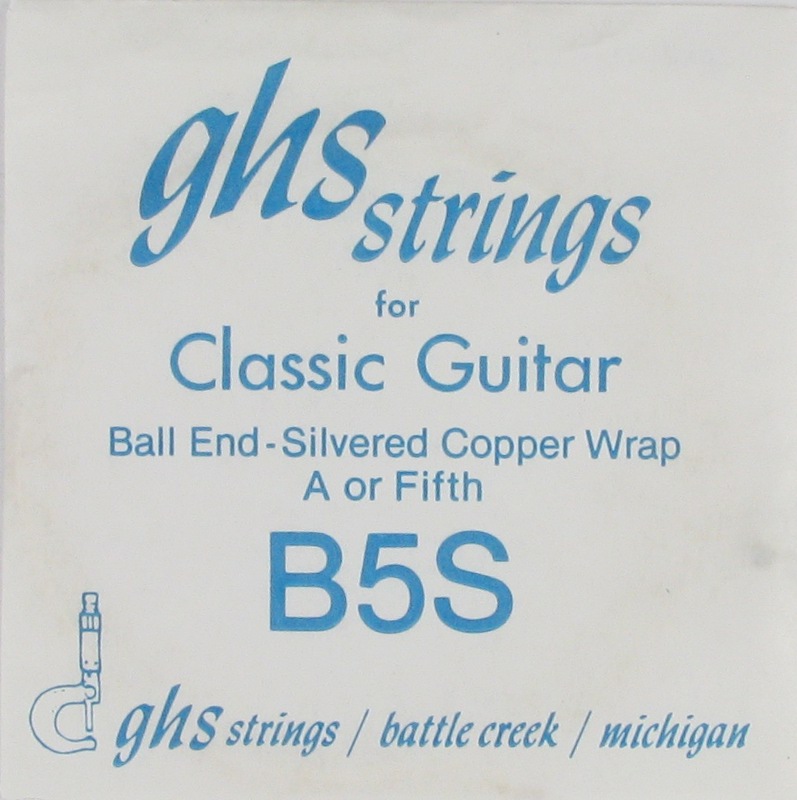 ghs strings
for
Classic Guitar
Ball End-Silvered Copper Wrap
A or Fifth
B5S
ghs strings / battle creek / michigan